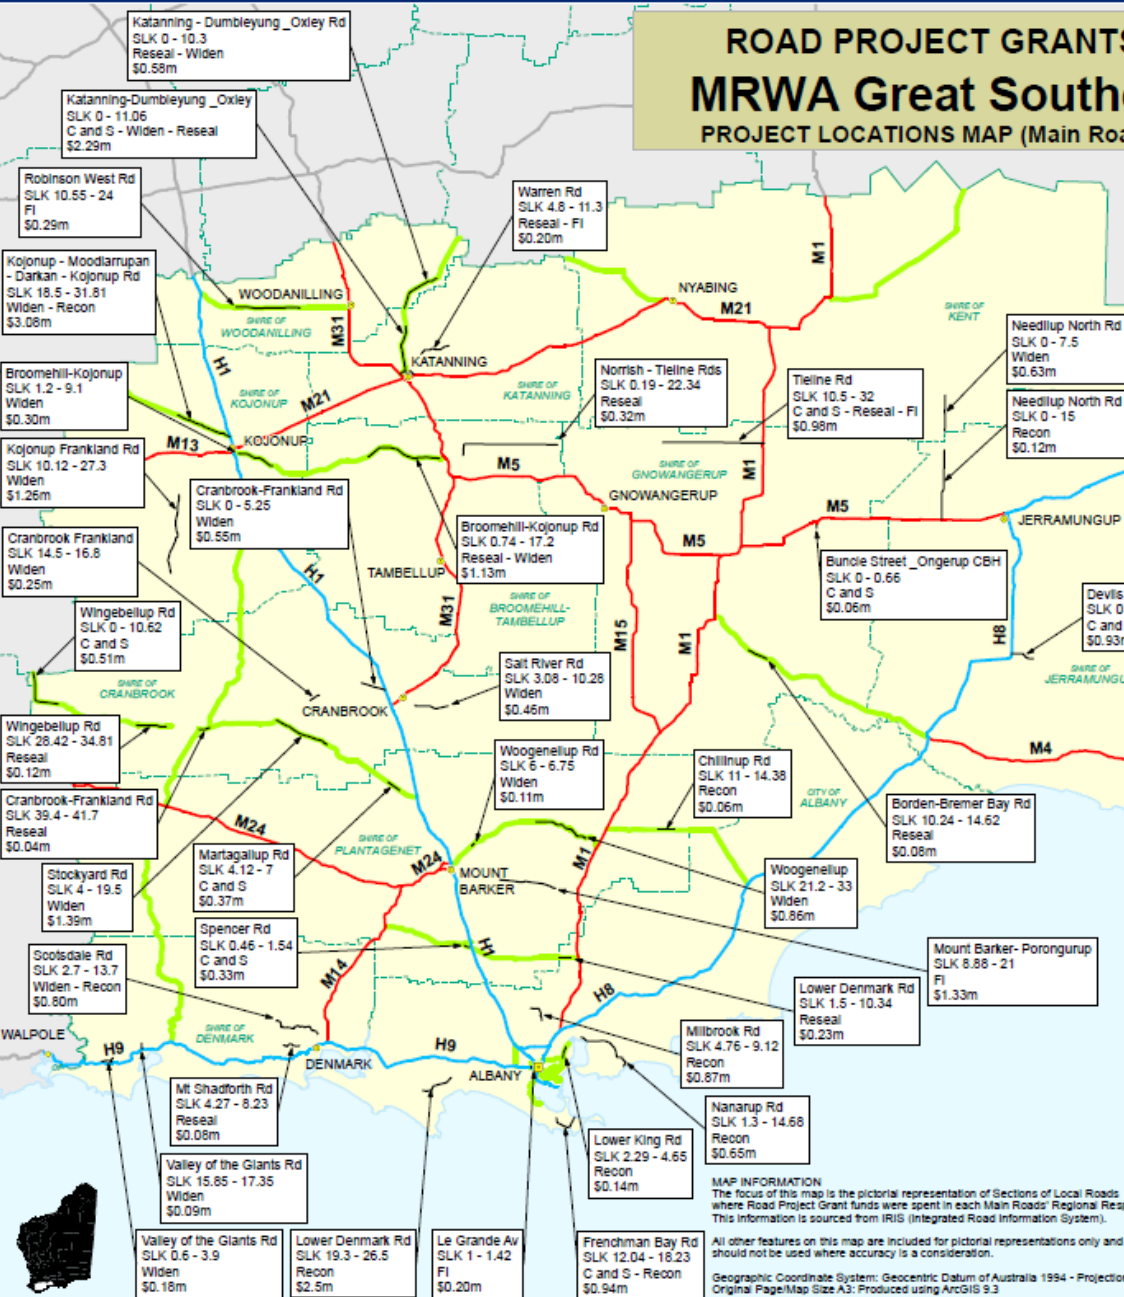 ROAD PROJECT GRANTS
MRWA Great Southe
PROJECT LOCATIONS MAP (Main Roa
Katanning - Dumbleyung _Oxley Rd
SLK 0 - 10.3
Reseal - Widen
$0.58m
Katanning-Dumbleyung _Oxley
SLK 0 - 11.06
C and S - Widen - Reseal
$2.29m
Robinson West Rd
SLK 10.55 - 24
FI
$0.29m
Warren Rd
SLK 4.8 - 11.3
Reseal - FI
$0.20m
Kojonup - Moodiarrupan
- Darkan - Kojonup Rd
SLK 18.5 - 31.81
Widen - Recon
$3.08m
WOODANILLING
SHIRE OF
WOODANILLING
M31
H1
NYABING
M21
M1
SHIRE OF
KENT
Needilup North Rd
SLK 0 - 7.5
Widen
$0.63m
KATANNING
Broomehill-Kojonup
SLK 1.2 - 9.1
Widen
$0.30m
SHIRE OF
KOJONUP
M21
SHIRE OF
KATANNING
Norrish - Tieline Rds
SLK 0.19 - 22.34
Reseal
$0.32m
Tieline Rd
SLK 10.5 - 32
C and S - Reseal - FI
$0.98m
Needilup North Rd
SLK 0 - 15
Recon
$0.12m
Kojonup Frankland Rd
SLK 10.12 - 27.3
Widen
$1.26m
M13
KOJONUP
M5
SHIRE OF
GNOWANGERUP
M1
GNOWANGERUP
M5
JERRAMUNGUP
Cranbrook-Frankland Rd
SLK 0 - 5.25
Widen
$0.55m
Broomehill-Kojonup Rd
SLK 0.74 - 17.2
Reseal - Widen
$1.13m
M5
Cranbrook Frankland
SLK 14.5 - 16.8
Widen
$0.25m
H1
TAMBELLUP
M31
SHIRE OF
BROOMEHILL-
TAMBELLUP
M15
M1
Buncle Street _Ongerup CBH
SLK 0 - 0.66
C and S
$0.06m
H8
Devils
SLK 0
C and
$0.93m
SHIRE OF
JERRAMUNGU
Wingebellup Rd
SLK 0 - 10.62
C and S
$0.51m
SHIRE OF
CRANBROOK
CRANBROOK
Salt River Rd
SLK 3.08 - 10.28
Widen
$0.46m
Wingebellup Rd
SLK 28.42 - 34.81
Reseal
$0.12m
Woogenellup Rd
SLK 6 - 6.75
Widen
$0.11m
Chillinup Rd
SLK 11 - 14.38
Recon
$0.06m
M4
CITY OF
ALBANY
Borden-Bremer Bay Rd
SLK 10.24 - 14.62
Reseal
$0.08m
Cranbrook-Frankland Rd
SLK 39.4 - 41.7
Reseal
$0.04m
M24
SHIRE OF
PLANTAGENET
M24
M1
Martagallup Rd
SLK 4.12 - 7
C and S
$0.37m
Stockyard Rd
SLK 4 - 19.5
Widen
$1.39m
MOUNT
BARKER
Woogenellup
SLK 21.2 - 33
Widen
$0.86m
Spencer Rd
SLK 0.46 - 1.54
C and S
$0.33m
H1
Mount Barker- Porongurup
SLK 8.88 - 21
FI
$1.33m
Scotsdale Rd
SLK 2.7 - 13.7
Widen - Recon
$0.80m
M14
H8
Lower Denmark Rd
SLK 1.5 - 10.34
Reseal
$0.23m
WALPOLE
H9
SHIRE OF
DENMARK
DENMARK
H9
ALBANY
Millbrook Rd
SLK 4.76 - 9.12
Recon
$0.87m
Mt Shadforth Rd
SLK 4.27 - 8.23
Reseal
$0.08m
Nanarup Rd
SLK 1.3 - 14.68
Recon
$0.65m
Lower King Rd
SLK 2.29 - 4.65
Recon
$0.14m
Valley of the Giants Rd
SLK 15.85 - 17.35
Widen
$0.09m
Valley of the Giants Rd
SLK 0.6 - 3.9
Widen
$0.16m
Lower Denmark Rd
SLK 19.3 - 26.5
Recon
$2.5m
Le Grande Av
SLK 1 - 1.42
FI
$0.20m
Frenchman Bay Rd
SLK 12.04 - 18.23
C and S - Recon
$0.94m
MAP INFORMATION
The focus of this map is the pictorial representation of Sections of Local Roads
where Road Project Grant funds were spent in each Main Roads' Regional Resp
This information is sourced from IRIS (Integrated Road Information System).
All other features on this map are included for pictorial representations only and
should not be used where accuracy is a consideration.
Geographic Coordinate System: Geocentric Datum of Australia 1994 - Projection
Original Page/Map Size A3: Produced using ArcGIS 9.3